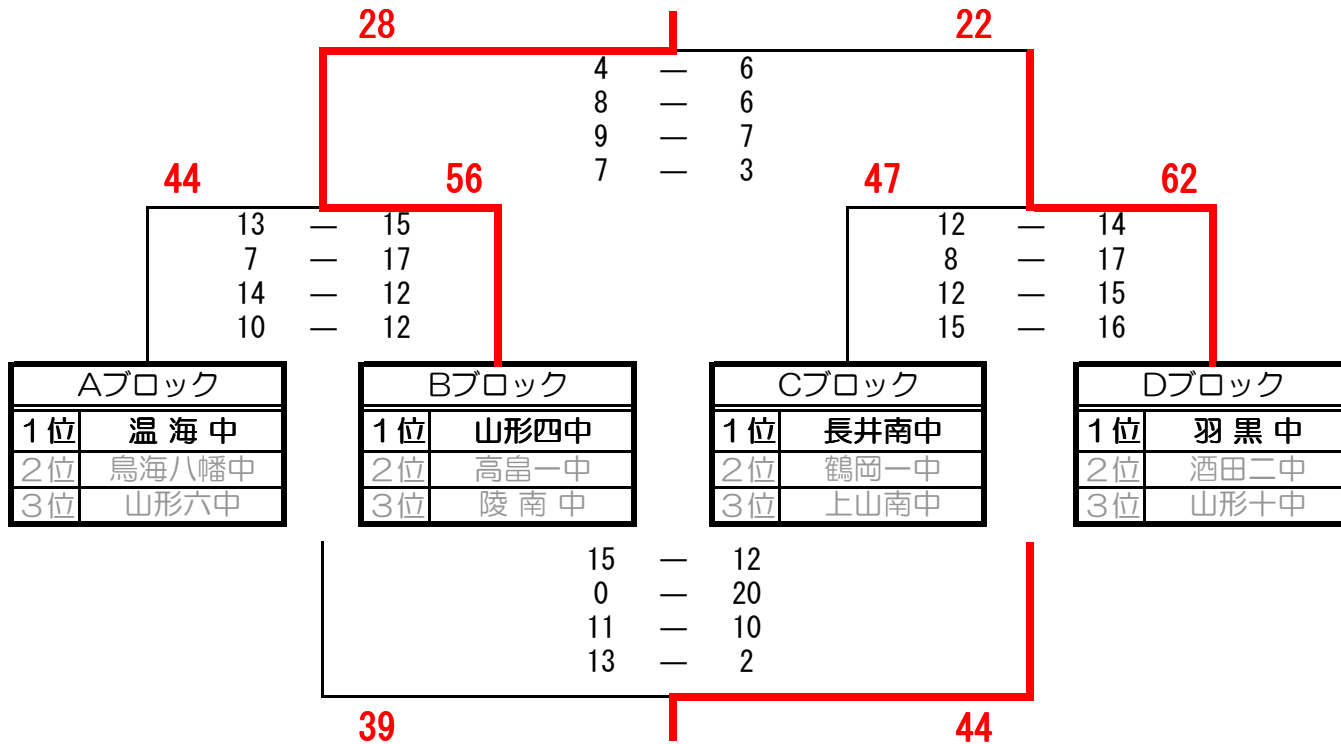 28 22
4 — 6
8 — 6
9 — 7
7 — 3
44 56 47 62
13 — 15 12 — 14
7 — 17 8 — 17
14 — 12 12 — 15
10 — 12 15 — 16
Aブロック Bブロック Cブロック Dブロック
1位 温 海 中 1位 山形四中 1位 長井南中 1位 羽 黒 中
2位 鳥海八幡中 2位 高畠一中 2位 鶴岡一中 2位 酒田二中
3位 山形六中 3位 陵 南 中 3位 上山南中 3位 山形十中
15 — 12
0 — 20
11 — 10
13 — 2
39 44